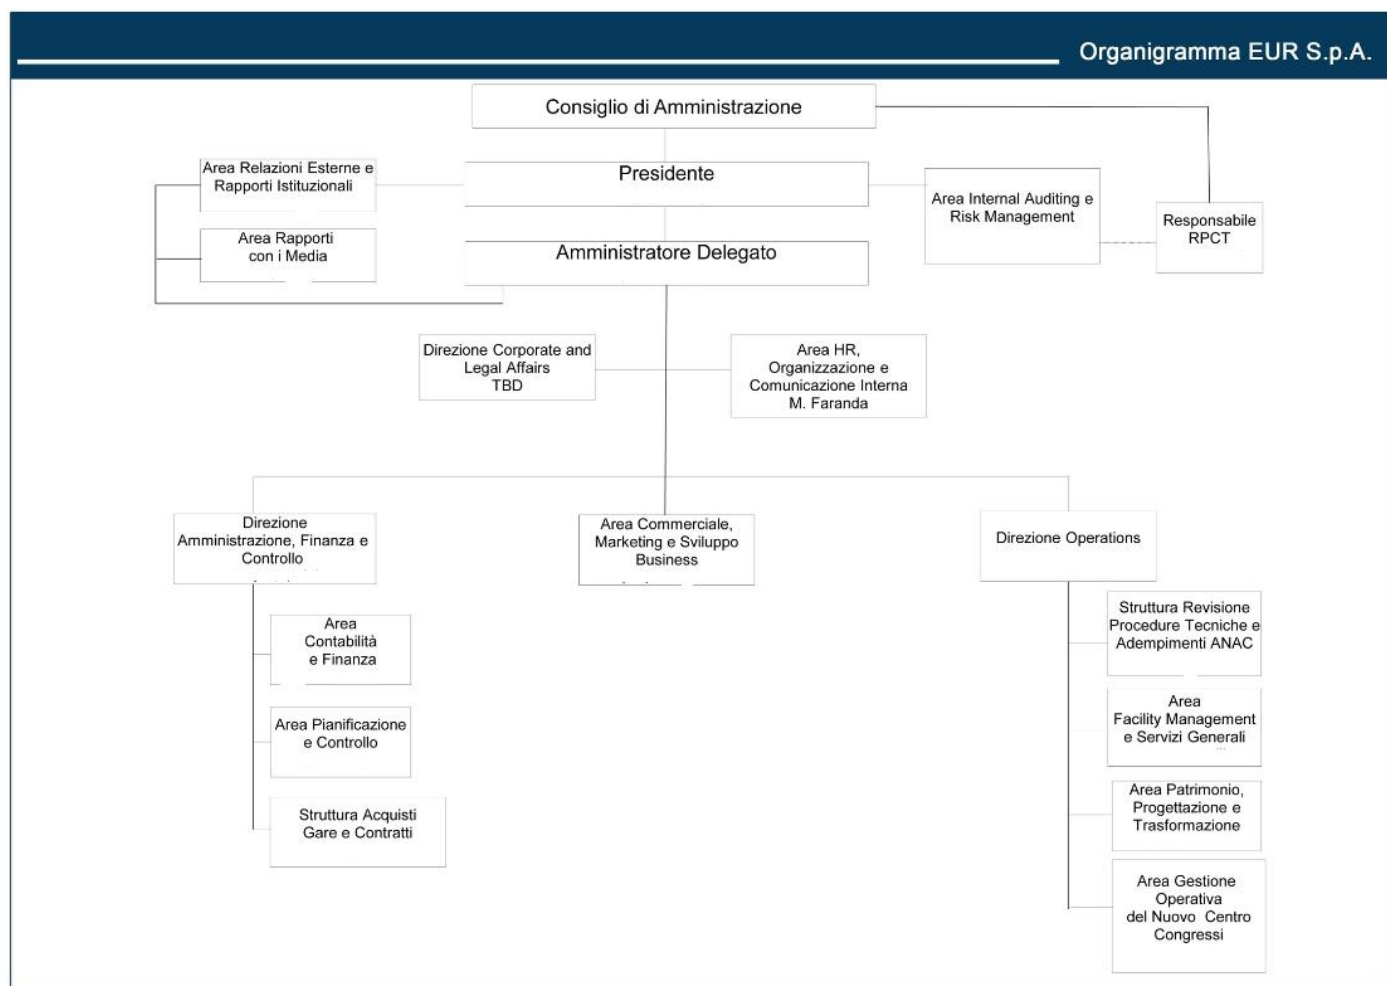 Organigramma EUR S.p.A.
Consiglio di Amministrazione
Area Relazioni Esterne e
Rapporti Istituzionali
Presidente
Area Internal Auditing e
Risk Management
Responsabile
RPCT
Area Rapporti
con i Media
Amministratore Delegato
Direzione Corporate and
Legal Affairs
TBD
Area HR,
Organizzazione e
Comunicazione Interna
M. Faranda
Direzione
Amministrazione, Finanza e
Controllo
Area Commerciale,
Marketing e Sviluppo
Business
Direzione Operations
Area
Contabilità
e Finanza
Area Pianificazione
e Controllo
Struttura Acquisti
Gare e Contratti
Struttura Revisione
Procedure Tecniche e
Adempimenti ANAC
Area
Facility Management
e Servizi Generali
Area Patrimonio,
Progettazione e
Trasformazione
Area Gestione
Operativa
del Nuovo Centro
Congressi